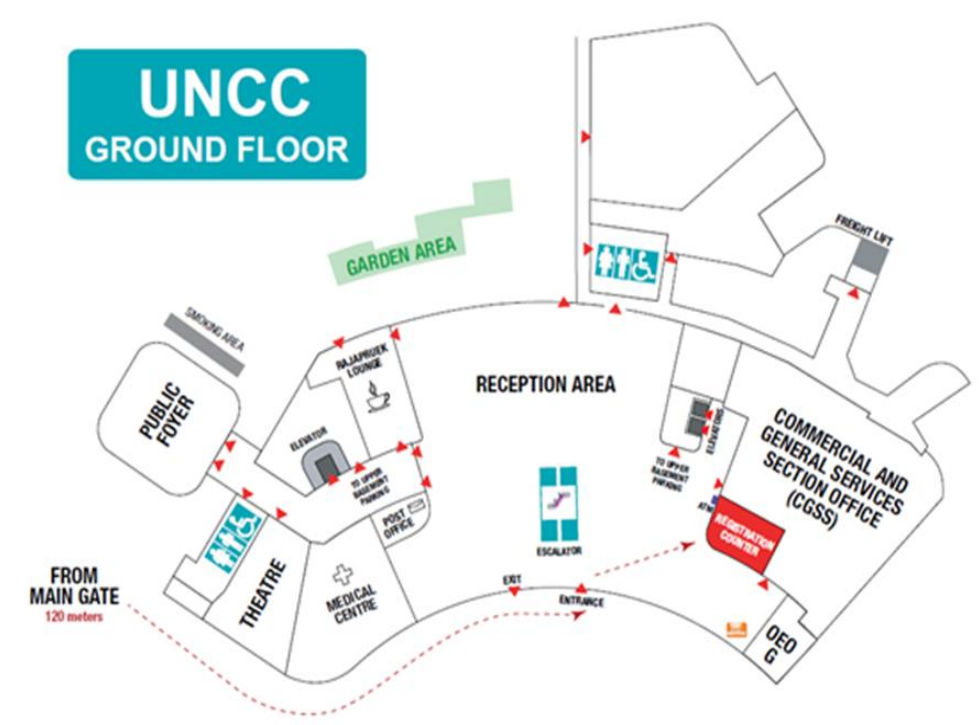 UNCC
GROUND FLOOR
FREIGHT LIFT
GARDEN AREA
SMOKING AREA
RAJAPRUEK
LOUNGE
PUBLIC
FOYER
RECEPTION AREA
ELEVATOR
ELEVATORS
COMMERCIAL AND
GENERAL SERVICES
SECTION OFFICE
(CGSS)
TO UPPER
BASEMENT
PARKING
TO UPPER
BASEMENT
PARKING
ATM
POST
OFFICE
REGISTRATION
COUNTER
ESCALATOR
FROM
MAIN GATE
120 meters
THEATRE
MEDICAL
CENTRE
EXIT
ENTRANCE
OEO
G